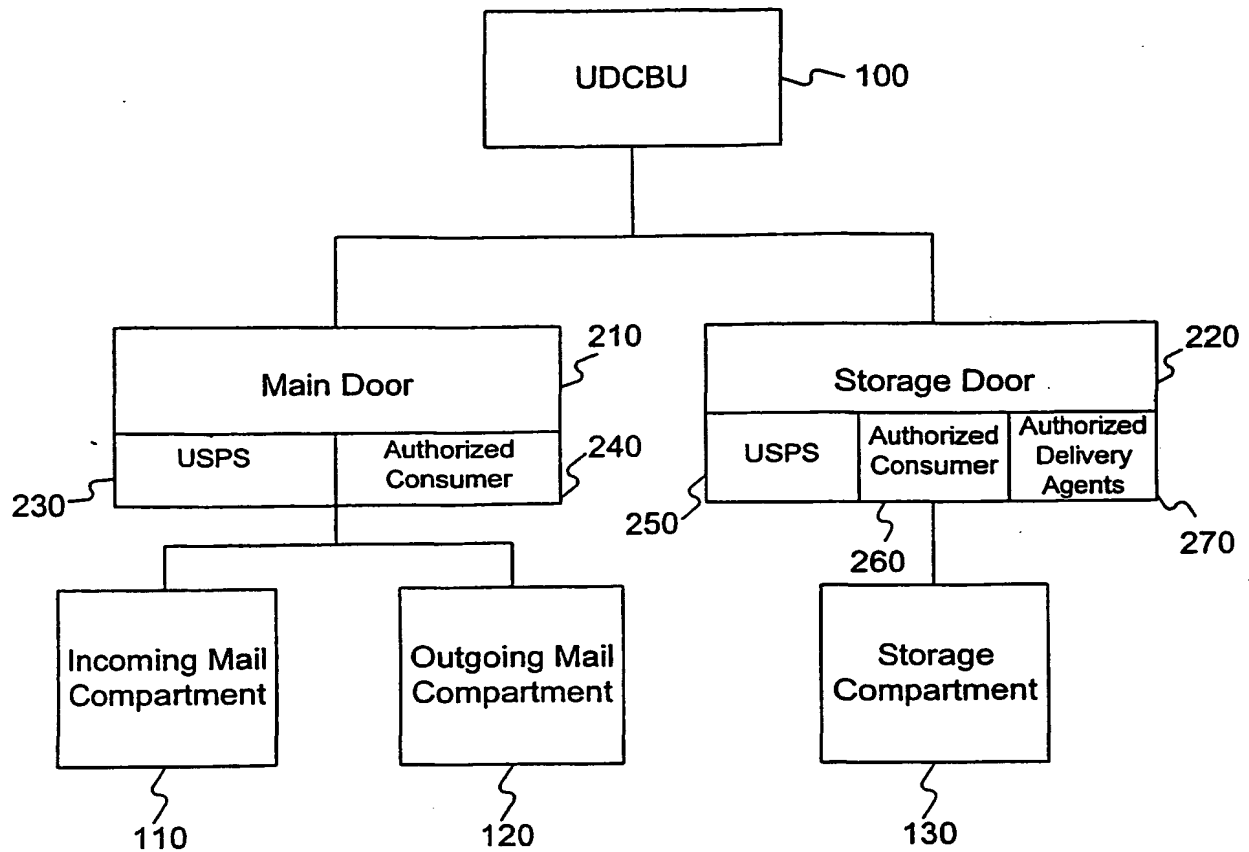 UDCBU
100
Main Door
210
USPS
Authorized
Consumer
230
240
Storage Door
220
USPS
Authorized
Consumer
Authorized
Delivery
Agents
250
260
270
Incoming Mail
Compartment
110
Outgoing Mail
Compartment
120
Storage
Compartment
130